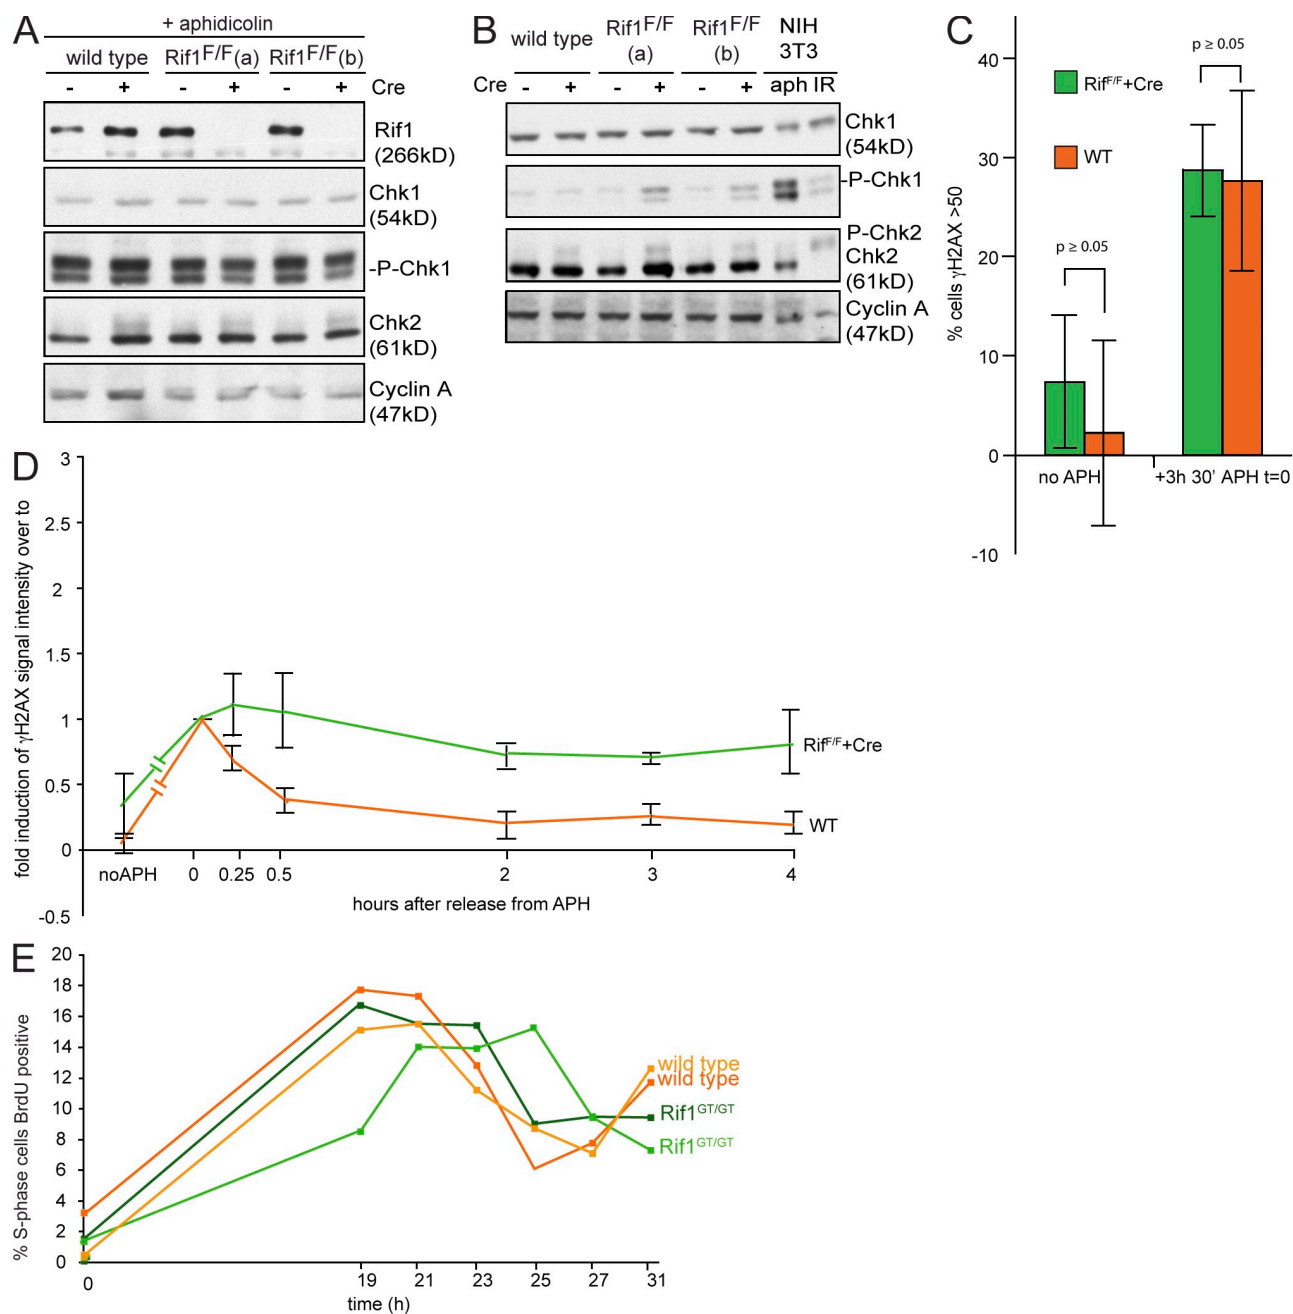 A
+ aphidicolin
wild type Rif1F/F(a) Rif1F/F(b)
- + - + - + Cre
Rif1
(266kD)
Chk1
(54kD)
-P-Chk1
Chk2
(61kD)
Cyclin A
(47kD)
B
wild type Rif1F/F (a) Rif1F/F (b) NIH 3T3
Cre - + - + - + aph IR
Chk1
(54kD)
-P-Chk1
P-Chk2
Chk2
(61kD)
Cyclin A
(47kD)
C
% cells γH2AX >50
40
30
20
10
0
-10
RifF/F+Cre
WT
p ≥ 0.05
p ≥ 0.05
no APH +3h 30' APH t=0
D
fold induction of γH2AX signal intensity over to
3
2.5
2
1.5
1
0.5
0
-0.5
RifF/F+Cre
WT
noAPH 0 0.25 0.5 2 3 4
hours after release from APH
E
% S-phase cells BrdU positive
20
18
16
14
12
10
8
6
4
2
0
wild type
wild type
Rif1GT/GT
Rif1GT/GT
0 19 21 23 25 27 31
time (h)